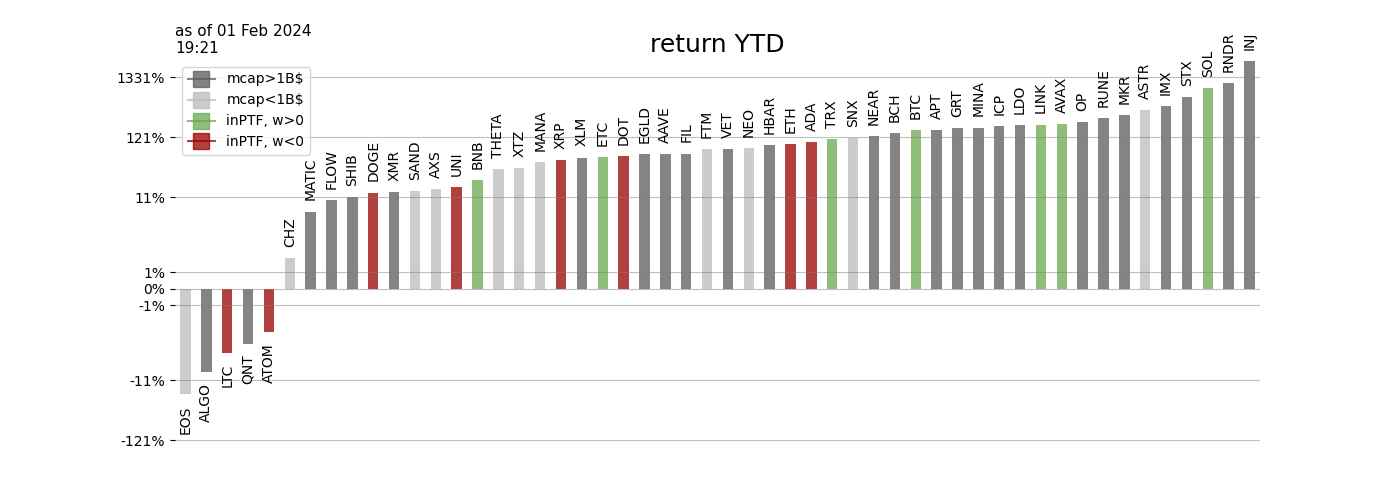 as of 01 Feb 2024
19:21
return YTD
mcap>1B$
mcap<1B$
inPTF, w>0
inPTF, w<0
1331%
121%
11%
1%
0%
-1%
-11%
-121%
EOS
ALGO
LTC
QNT
ATOM
CHZ
MATIC
FLOW
SHIB
DOGE
XMR
SAND
AXS
UNI
BNB
THETA
XTZ
MANA
XRP
XLM
ETC
DOT
EGLD
AAVE
FIL
FTM
VET
NEO
HBAR
ETH
ADA
TRX
SNX
NEAR
BCH
BTC
APT
GRT
MINA
ICP
LDO
LINK
AVAX
OP
RUNE
MKR
ASTR
IMX
STX
SOL
RNDR
INJ